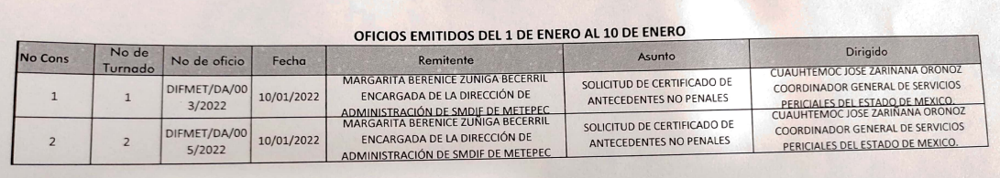 OFICIOS EMITIDOS DEL 1 DE ENERO AL 10 DE ENERO
No Cons No de Turnado No de oficio Fecha Remitente Asunto Dirigido
1 1 DIFMET/DA/00
3/2022 10/01/2022 MARGARITA BERENICE ZUÑIGA BECERRIL
ENCARGADA DE LA DIRECCIÓN DE
ADMINISTRACIÓN DE SMDIF DE METEPEC SOLICITUD DE CERTIFICADO DE
ANTECEDENTES NO PENALES CUAUHTEMOC JOSE ZARIÑANA ORONOZ
COORDINADOR GENERAL DE SERVICIOS
PERICIALES DEL ESTADO DE MEXICO.
2 2 DIFMET/DA/00
5/2022 10/01/2022 MARGARITA BERENICE ZUÑIGA BECERRIL
ENCARGADA DE LA DIRECCIÓN DE
ADMINISTRACIÓN DE SMDIF DE METEPEC SOLICITUD DE CERTIFICADO DE
ANTECEDENTES NO PENALES CUAUHTEMOC JOSE ZARIÑANA ORONOZ
COORDINADOR GENERAL DE SERVICIOS
PERICIALES DEL ESTADO DE MEXICO.